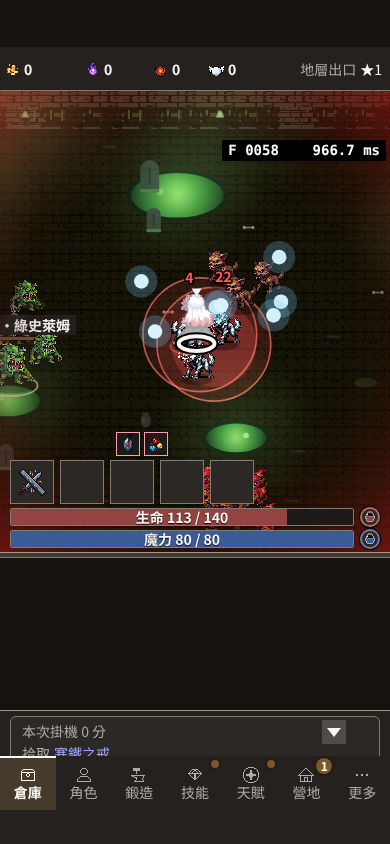 0 0 0 0 地層出口 ★1
F 0058 966.7 ms
4 22
・綠史萊姆
生命 113 / 140
魔力 80 / 80
本次掛機 0 分
拾取 寒鐵之戒
1
倉庫 角色 鍛造 技能 天賦 營地 更多